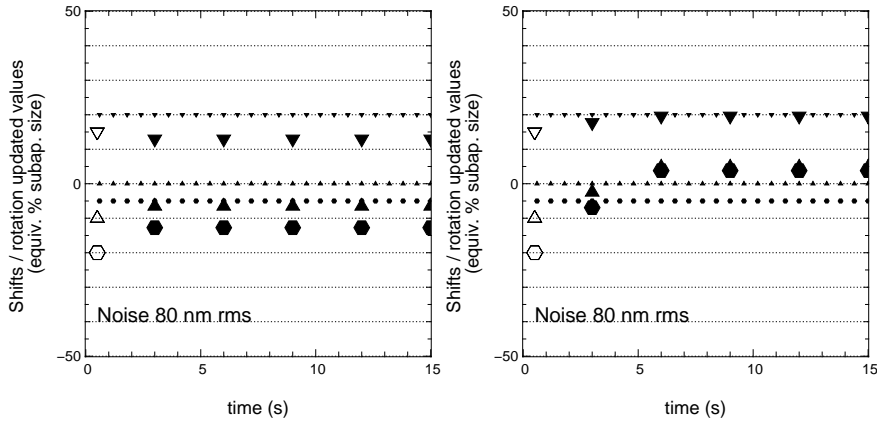 50
0
−50
Shifts / rotation updated values
(equiv. % subap. size)
Noise 80 nm rms
0
5
10
15
time (s)
50
0
−50
Shifts / rotation updated values
(equiv. % subap. size)
Noise 80 nm rms
0
5
10
15
time (s)